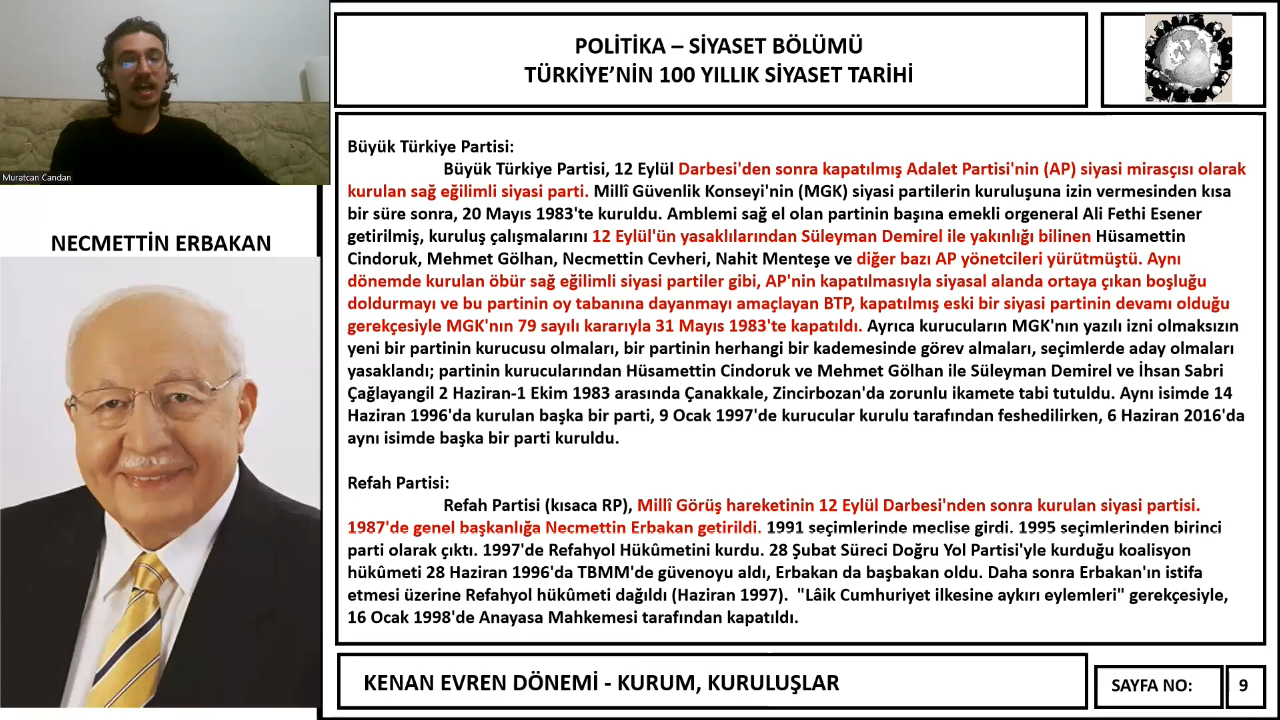 POLİTİKA – SİYASET BÖLÜMÜ
TÜRKİYE'NİN 100 YILLIK SİYASET TARİHİ
Muratcan Candan
NECMETTİN ERBAKAN
Büyük Türkiye Partisi:
Büyük Türkiye Partisi, 12 Eylül Darbesi'den sonra kapatılmış Adalet Partisi'nin (AP) siyasi mirasçısı olarak
kurulan sağ eğilimli siyasi parti. Millî Güvenlik Konseyi'nin (MGK) siyasi partilerin kuruluşuna izin vermesinden kısa
bir süre sonra, 20 Mayıs 1983'te kuruldu. Amblemi sağ el olan partinin başına emekli orgeneral Ali Fethi Esener
getirilmiş, kuruluş çalışmalarını 12 Eylül'ün yasaklılarından Süleyman Demirel ile yakınlığı bilinen Hüsamettin
Cindoruk, Mehmet Gölhan, Necmettin Cevheri, Nahit Menteşe ve diğer bazı AP yönetcileri yürütmüştü. Aynı
dönemde kurulan öbür sağ eğilimli siyasi partiler gibi, AP'nin kapatılmasıyla siyasal alanda ortaya çıkan boşluğu
doldurmayı ve bu partinin oy tabanına dayanmayı amaçlayan BTP, kapatılmış eski bir siyasi partinin devamı olduğu
gerekçesiyle MGK'nın 79 sayılı kararıyla 31 Mayıs 1983'te kapatıldı. Ayrıca kurucuların MGK'nın yazılı izni olmaksızın
yeni bir partinin kurucusu olmaları, bir partinin herhangi bir kademesinde görev almaları, seçimlerde aday olmaları
yasaklandı; partinin kurucularından Hüsamettin Cindoruk ve Mehmet Gölhan ile Süleyman Demirel ve İhsan Sabri
Çağlayangil 2 Haziran-1 Ekim 1983 arasında Çanakkale, Zincirbozan'da zorunlu ikamete tabi tutuldu. Aynı isimde 14
Haziran 1996'da kurulan başka bir parti, 9 Ocak 1997'de kurucular kurulu tarafından feshedilirken, 6 Haziran 2016'da
aynı isimde başka bir parti kuruldu.
Refah Partisi:
Refah Partisi (kısaca RP), Millî Görüş hareketinin 12 Eylül Darbesi'nden sonra kurulan siyasi partisi.
1987'de genel başkanlığa Necmettin Erbakan getirildi. 1991 seçimlerinde meclise girdi. 1995 seçimlerinden birinci
parti olarak çıktı. 1997'de Refahyol Hükûmetini kurdu. 28 Şubat Süreci Doğru Yol Partisi'yle kurduğu koalisyon
hükûmeti 28 Haziran 1996'da TBMM'de güvenoyu aldı, Erbakan da başbakan oldu. Daha sonra Erbakan'ın istifa
etmesi üzerine Refahyol hükûmeti dağıldı (Haziran 1997). "Lâik Cumhuriyet ilkesine aykırı eylemleri" gerekçesiyle,
16 Ocak 1998'de Anayasa Mahkemesi tarafından kapatıldı.
KENAN EVREN DÖNEMİ - KURUM, KURULUŞLAR
SAYFA NO: 9